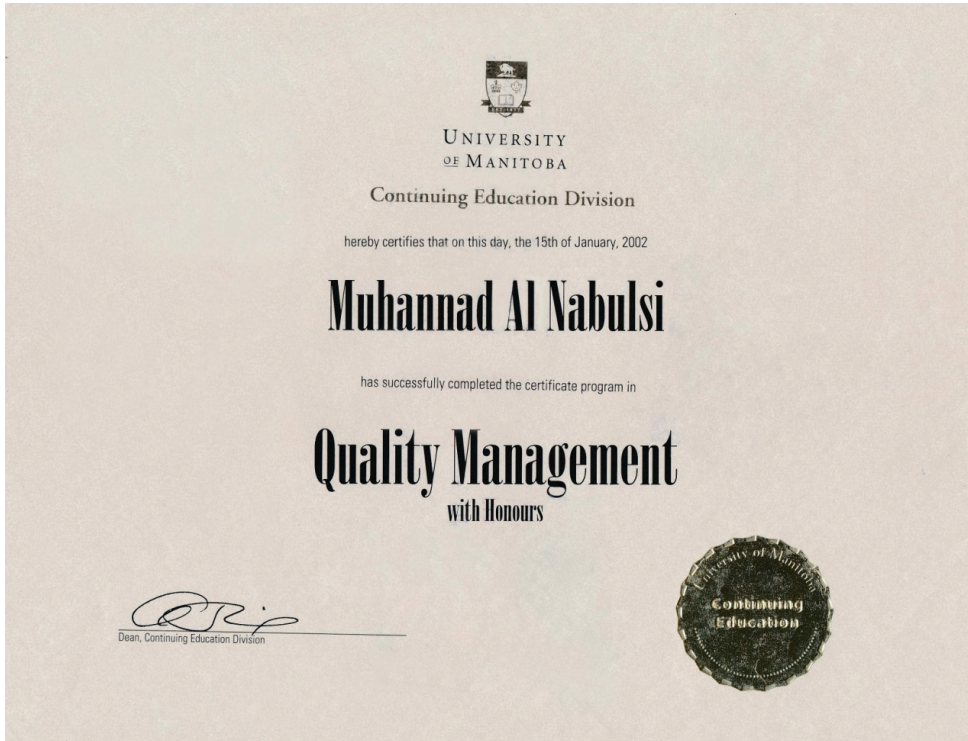 UNIVERSITY
OF MANITOBA
Continuing Education Division
hereby certifies that on this day, the 15th of January, 2002
Muhannad Al Nabulsi
has successfully completed the certificate program in
Quality Management
with Honours
Dean, Continuing Education Division
University of Manitoba
Continuing
Education